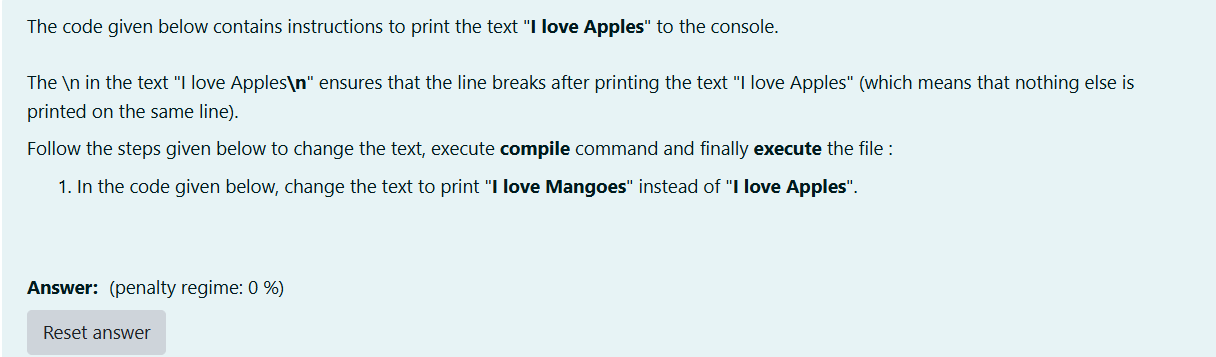 The code given below contains instructions to print the text "I love Apples" to the console.
The \n in the text "I love Apples\n" ensures that the line breaks after printing the text "I love Apples" (which means that nothing else is
printed on the same line).
Follow the steps given below to change the text, execute compile command and finally execute the file :
1. In the code given below, change the text to print "I love Mangoes" instead of "I love Apples".
Answer: (penalty regime: 0 %)
Reset answer